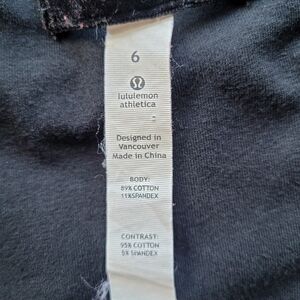 6
lululemon
athletica
Designed in
Vancouver
Made in China
BODY:
89% COTTON
11%SPANDEX
CONTRAST:
95% COTTON
5% SPANDEX